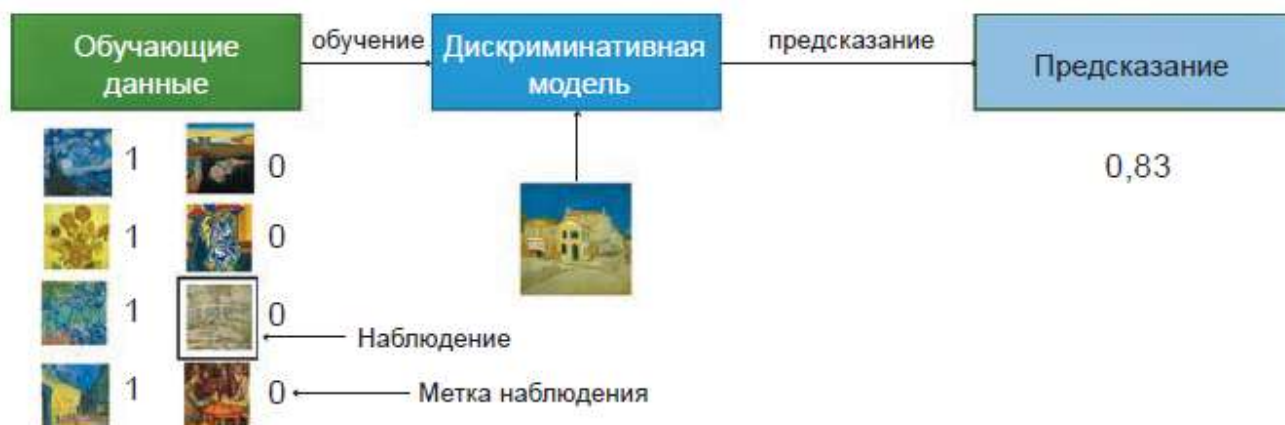 Обучающие
данные
обучение
Дискриминативная
модель
предсказание
Предсказание
1
0
0,83
1
0
1
0
Наблюдение
1
0
Метка наблюдения